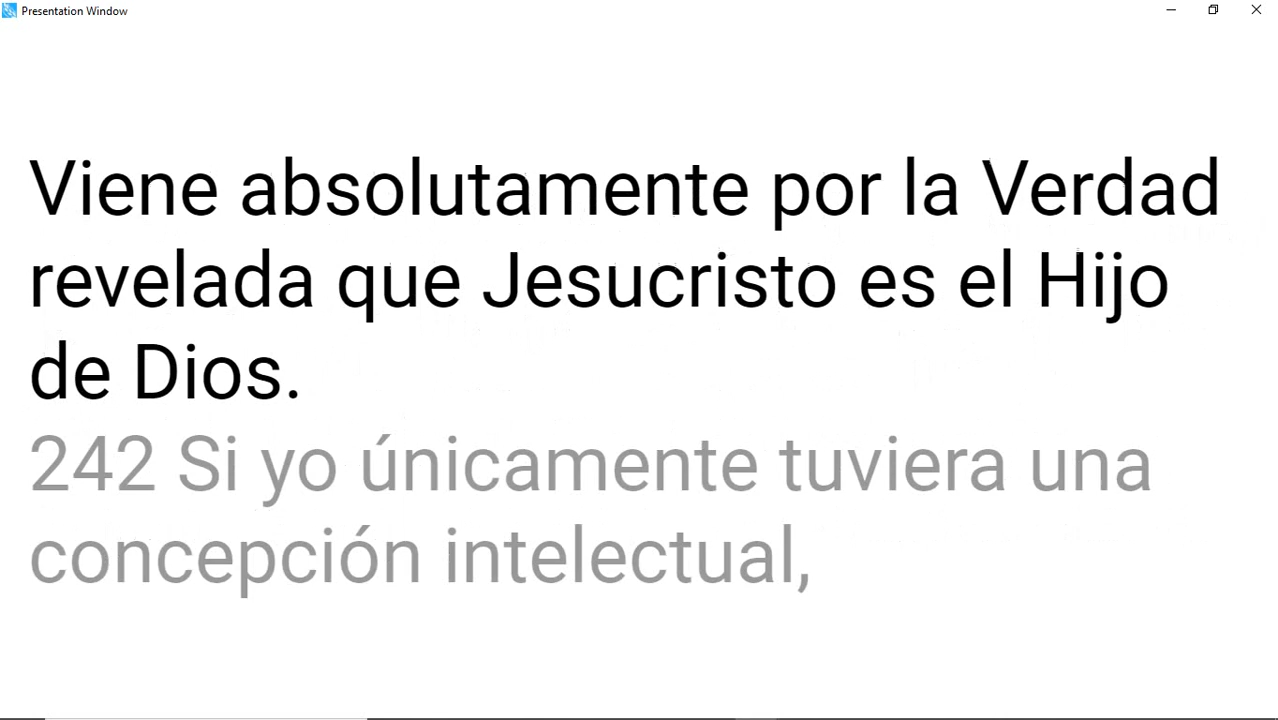 Presentation Window
Viene absolutamente por la Verdad
revelada que Jesucristo es el Hijo
de Dios.
242 Si yo únicamente tuviera una
concepción intelectual,